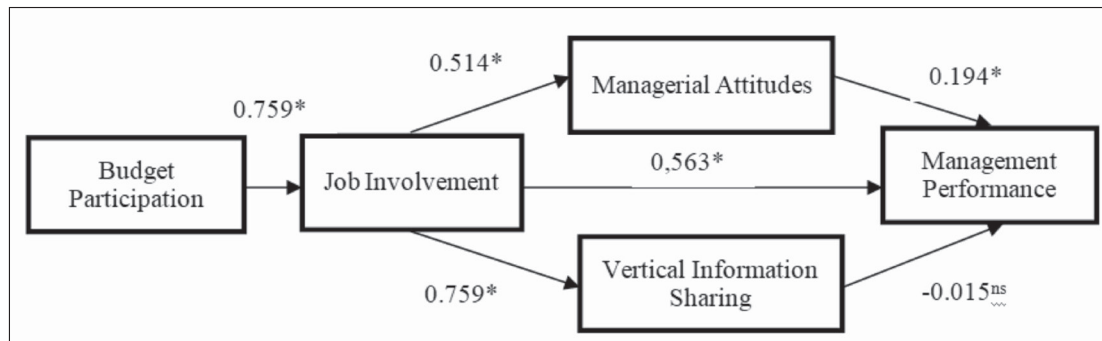 0.514*
Managerial Attitudes
0.194*
0.759*
Budget
Participation
Job Involvement
0,563*
Management
Performance
Vertical Information
Sharing
0.759*
-0.015ns